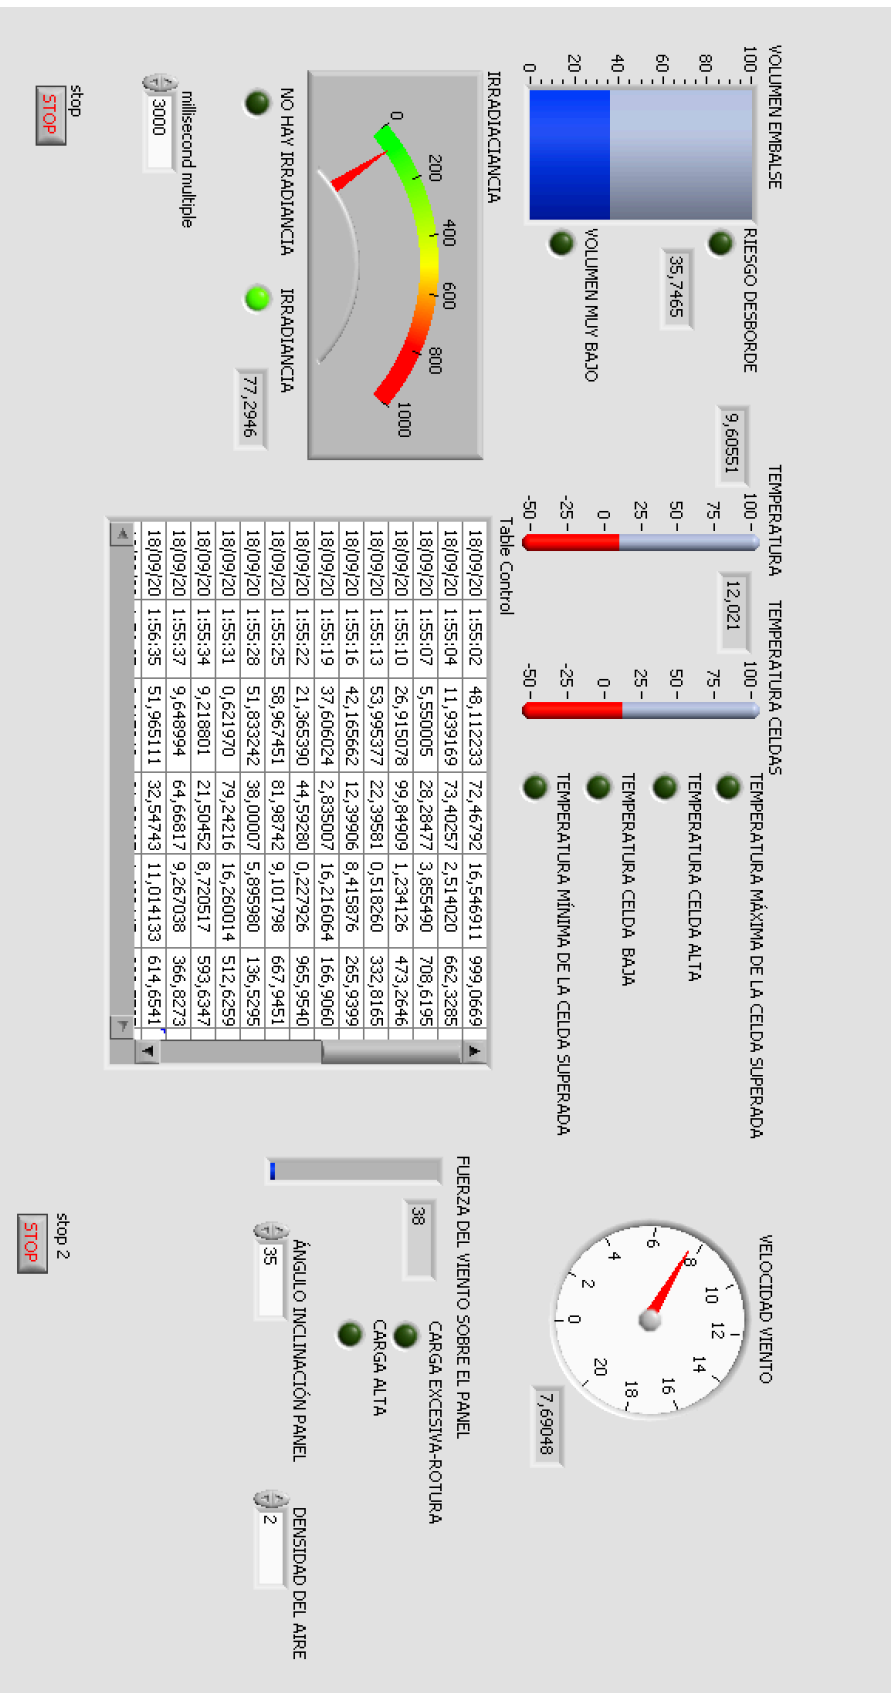 VOLUMEN EMBALSE
100
80
60
40
20
0
RIESGO DESBORDE
35,7465
VOLUMEN MUY BAJO
TEMPERATURA
9,60551
100
75
50
25
0
-25
-50
TEMPERATURA CELDAS
12,021
100
75
50
25
0
-25
-50
TEMPERATURA MÁXIMA DE LA CELDA SUPERADA
TEMPERATURA CELDA ALTA
TEMPERATURA CELDA BAJA
TEMPERATURA MÍNIMA DE LA CELDA SUPERADA
VELOCIDAD VIENTO
0 2 4 6 8 10 12 14 16 18 20
7,69048
IRRADIACIANCIA
0 200 400 600 800 1000
NO HAY IRRADIANCIA
IRRADIANCIA
77,2946
millisecond multiple
3000
stop
STOP
Table Control
18/09/20 1:55:02 48,112233 72,46792 16,546911 999,0669
18/09/20 1:55:04 11,939169 73,40257 2,514020 662,3285
18/09/20 1:55:07 5,550005 28,28477 3,855490 708,6195
18/09/20 1:55:10 26,915078 99,84909 1,234126 473,2646
18/09/20 1:55:13 53,995377 22,39581 0,518260 332,8165
18/09/20 1:55:16 42,165662 12,39906 8,415876 265,9399
18/09/20 1:55:19 37,606024 2,835007 16,216064 166,9060
18/09/20 1:55:22 21,365390 44,59280 0,227926 965,9540
18/09/20 1:55:25 58,967451 81,98742 9,101798 667,9451
18/09/20 1:55:28 51,833242 38,00007 5,895980 136,5295
18/09/20 1:55:31 0,621970 79,24216 16,260014 512,6259
18/09/20 1:55:34 9,218801 21,50452 8,720517 593,6347
18/09/20 1:55:37 9,648994 64,66817 9,267038 366,8273
18/09/20 1:56:35 51,965111 32,54743 11,014133 614,6541
FUERZA DEL VIENTO SOBRE EL PANEL
38
CARGA EXCESIVA-ROTURA
CARGA ALTA
ÁNGULO INCLINACIÓN PANEL
35
DENSIDAD DEL AIRE
2
stop 2
STOP